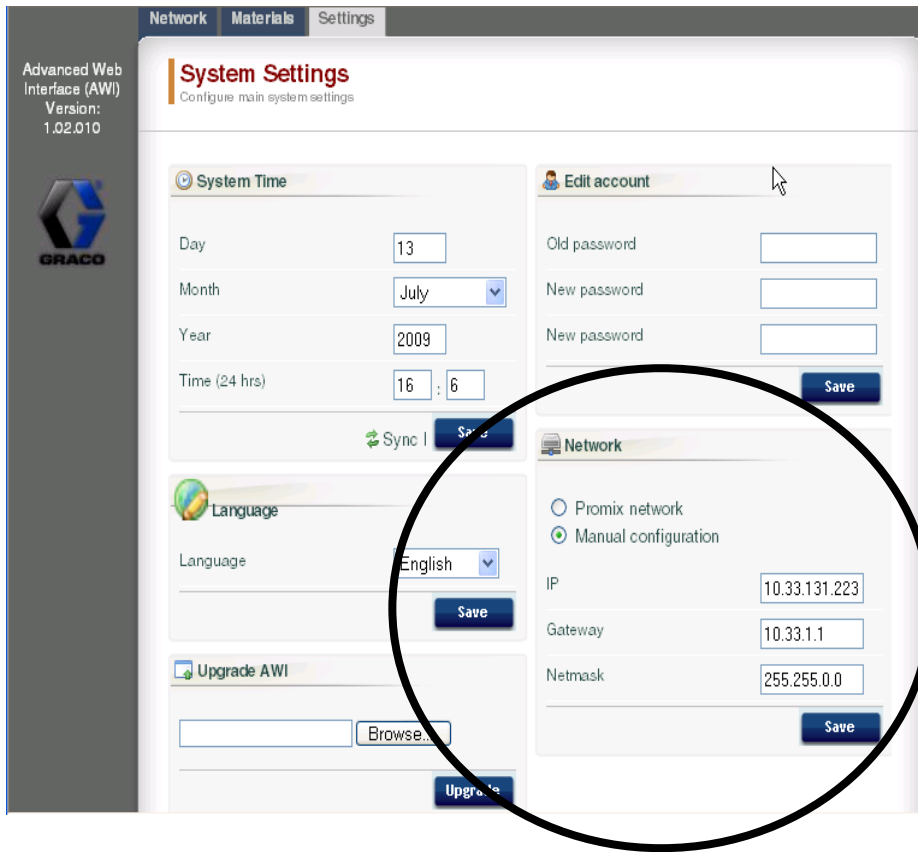 Network Materials Settings
Advanced Web
Interface (AWI)
Version:
1.02.010
GRACO
System Settings
Configure main system settings
System Time
Day 13
Month July
Year 2009
Time (24 hrs) 16 : 6
Sync | Save
Language
Language English
Save
Upgrade AWI
Browse...
Upgrade
Edit account
Old password
New password
New password
Save
Network
Promix network
Manual configuration
IP 10.33.131.223
Gateway 10.33.1.1
Netmask 255.255.0.0
Save